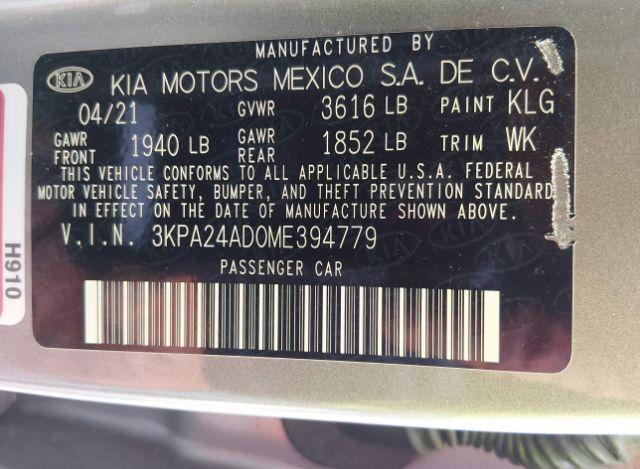 MANUFACTURED BY
KIA KIA MOTORS MEXICO S.A. DE C.V.
04/21 GVWR 3616 LB PAINT KLG
GAWR FRONT 1940 LB GAWR REAR 1852 LB TRIM WK
THIS VEHICLE CONFORMS TO ALL APPLICABLE U.S.A. FEDERAL
MOTOR VEHICLE SAFETY, BUMPER, AND THEFT PREVENTION STANDARD
IN EFFECT ON THE DATE OF MANUFACTURE SHOWN ABOVE.
V.I.N. 3KPA24AD0ME394779
PASSENGER CAR
H910